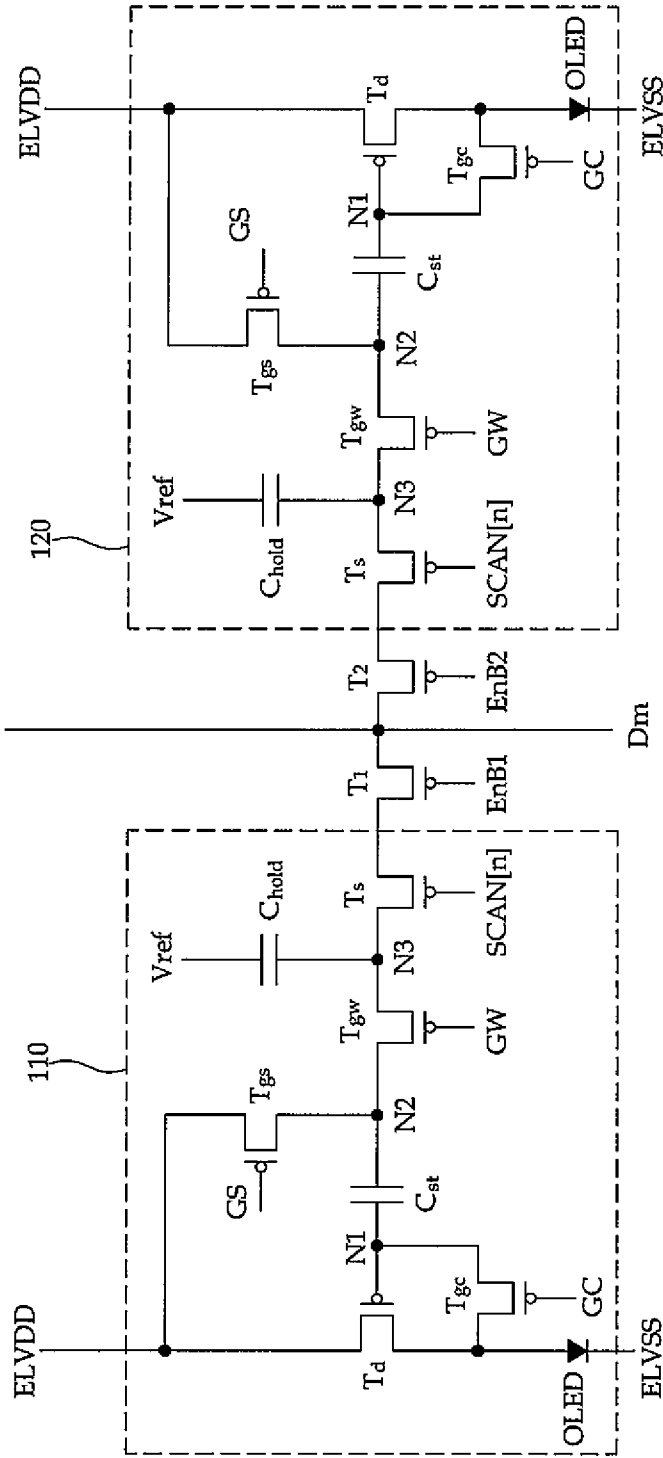 110
120
ELVDD
Vref
Vref
ELVDD
GS
Tgs
Chold
Chold
Tgs
GS
N1
Cst
N2
Tgw
N3
Ts
T1
T2
Ts
N3
Tgw
N2
Cst
N1
Td
Tgc
GC
GW
SCAN[n]
EnB1
Dm
EnB2
SCAN[n]
GW
Tgc
GC
Td
OLED
ELVSS
OLED
ELVSS